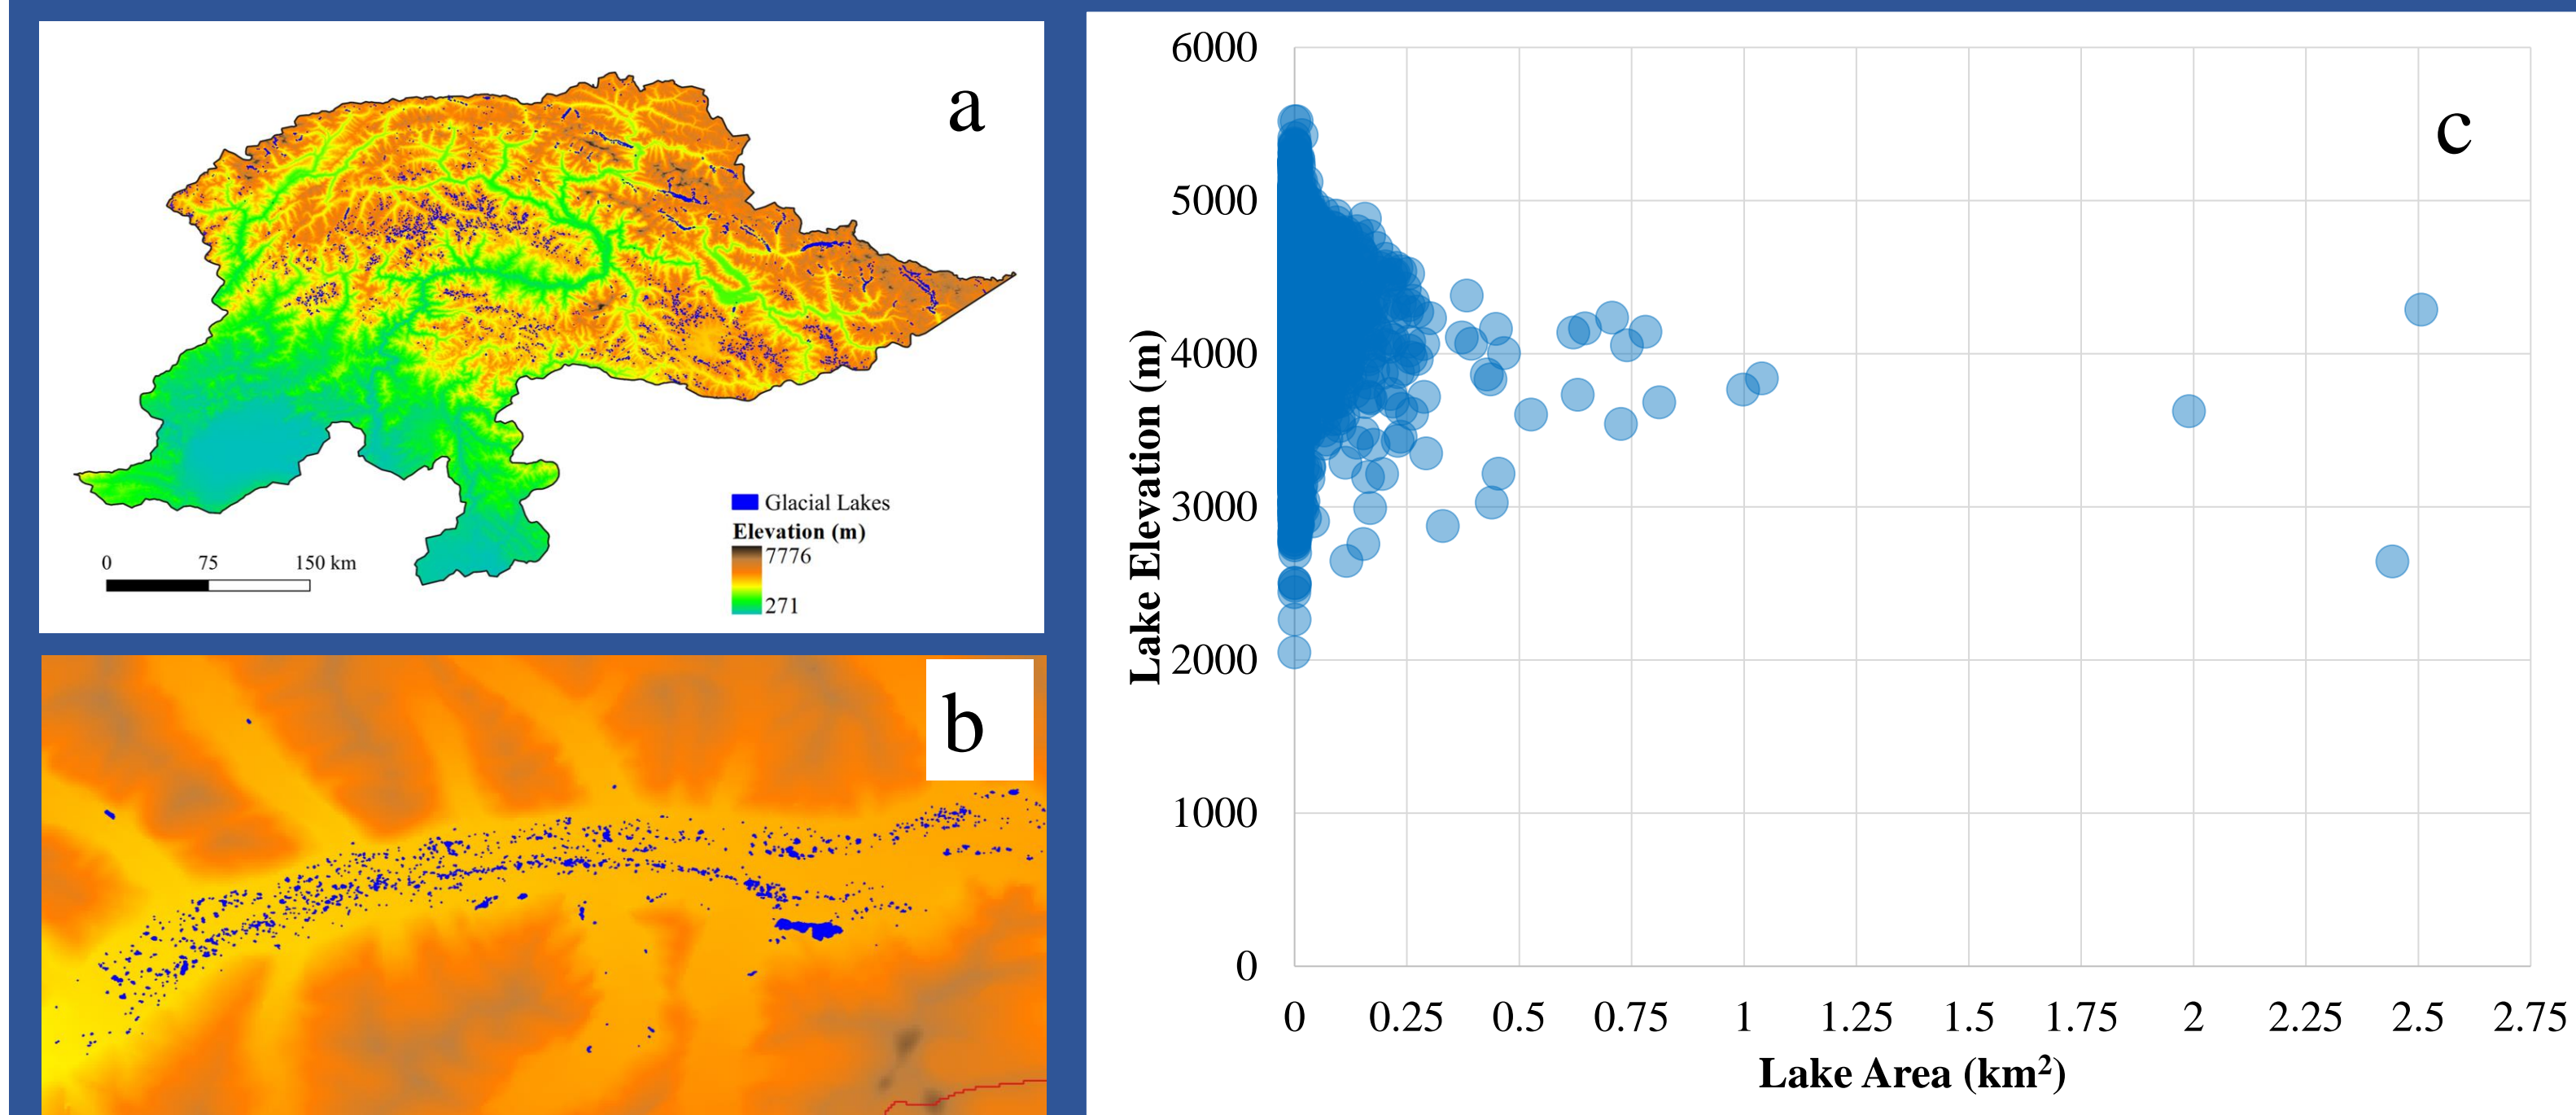 a
Glacial Lakes
Elevation (m)
7776
271
0 75 150 km
b
c
Lake Elevation (m)
6000
5000
4000
3000
2000
1000
0
0 0.25 0.5 0.75 1 1.25 1.5 1.75 2 2.25 2.5 2.75
Lake Area (km²)